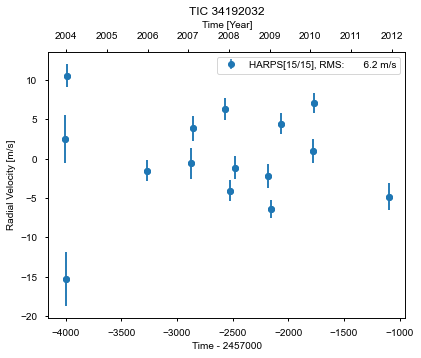 TIC 34192032
Time [Year]
2004 2005 2006 2007 2008 2009 2010 2011 2012
HARPS[15/15], RMS: 6.2 m/s
10
5
0
−5
−10
−15
−20
Radial Velocity [m/s]
−4000 −3500 −3000 −2500 −2000 −1500 −1000
Time - 2457000